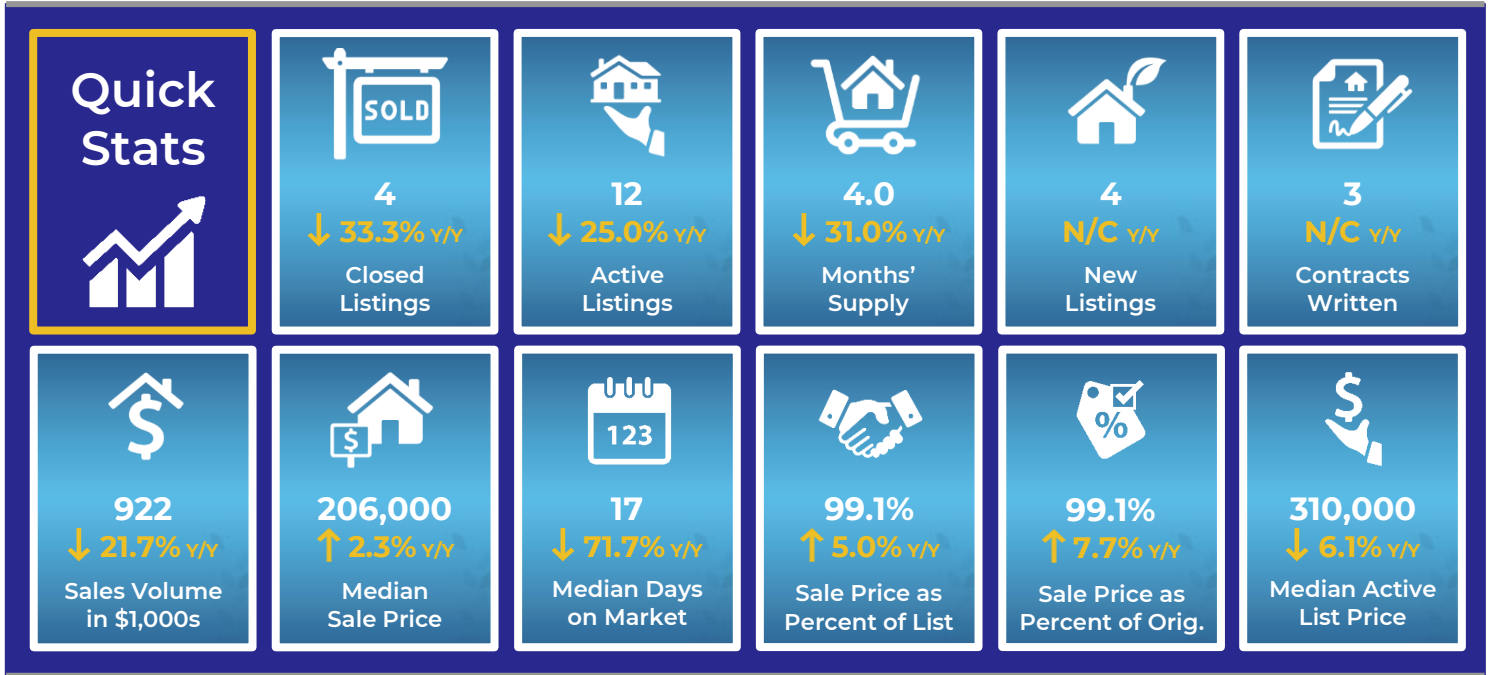 Quick
Stats
SOLD
4
↓ 33.3% Y/Y
Closed
Listings
12
↓ 25.0% Y/Y
Active
Listings
4.0
↓ 31.0% Y/Y
Months’
Supply
4
N/C Y/Y
New
Listings
3
N/C Y/Y
Contracts
Written
$
922
↓ 21.7% Y/Y
Sales Volume
in $1,000s
$
206,000
↑ 2.3% Y/Y
Median
Sale Price
123
17
↓ 71.7% Y/Y
Median Days
on Market
99.1%
↑ 5.0% Y/Y
Sale Price as
Percent of List
%
99.1%
↑ 7.7% Y/Y
Sale Price as
Percent of Orig.
$
310,000
↓ 6.1% Y/Y
Median Active
List Price